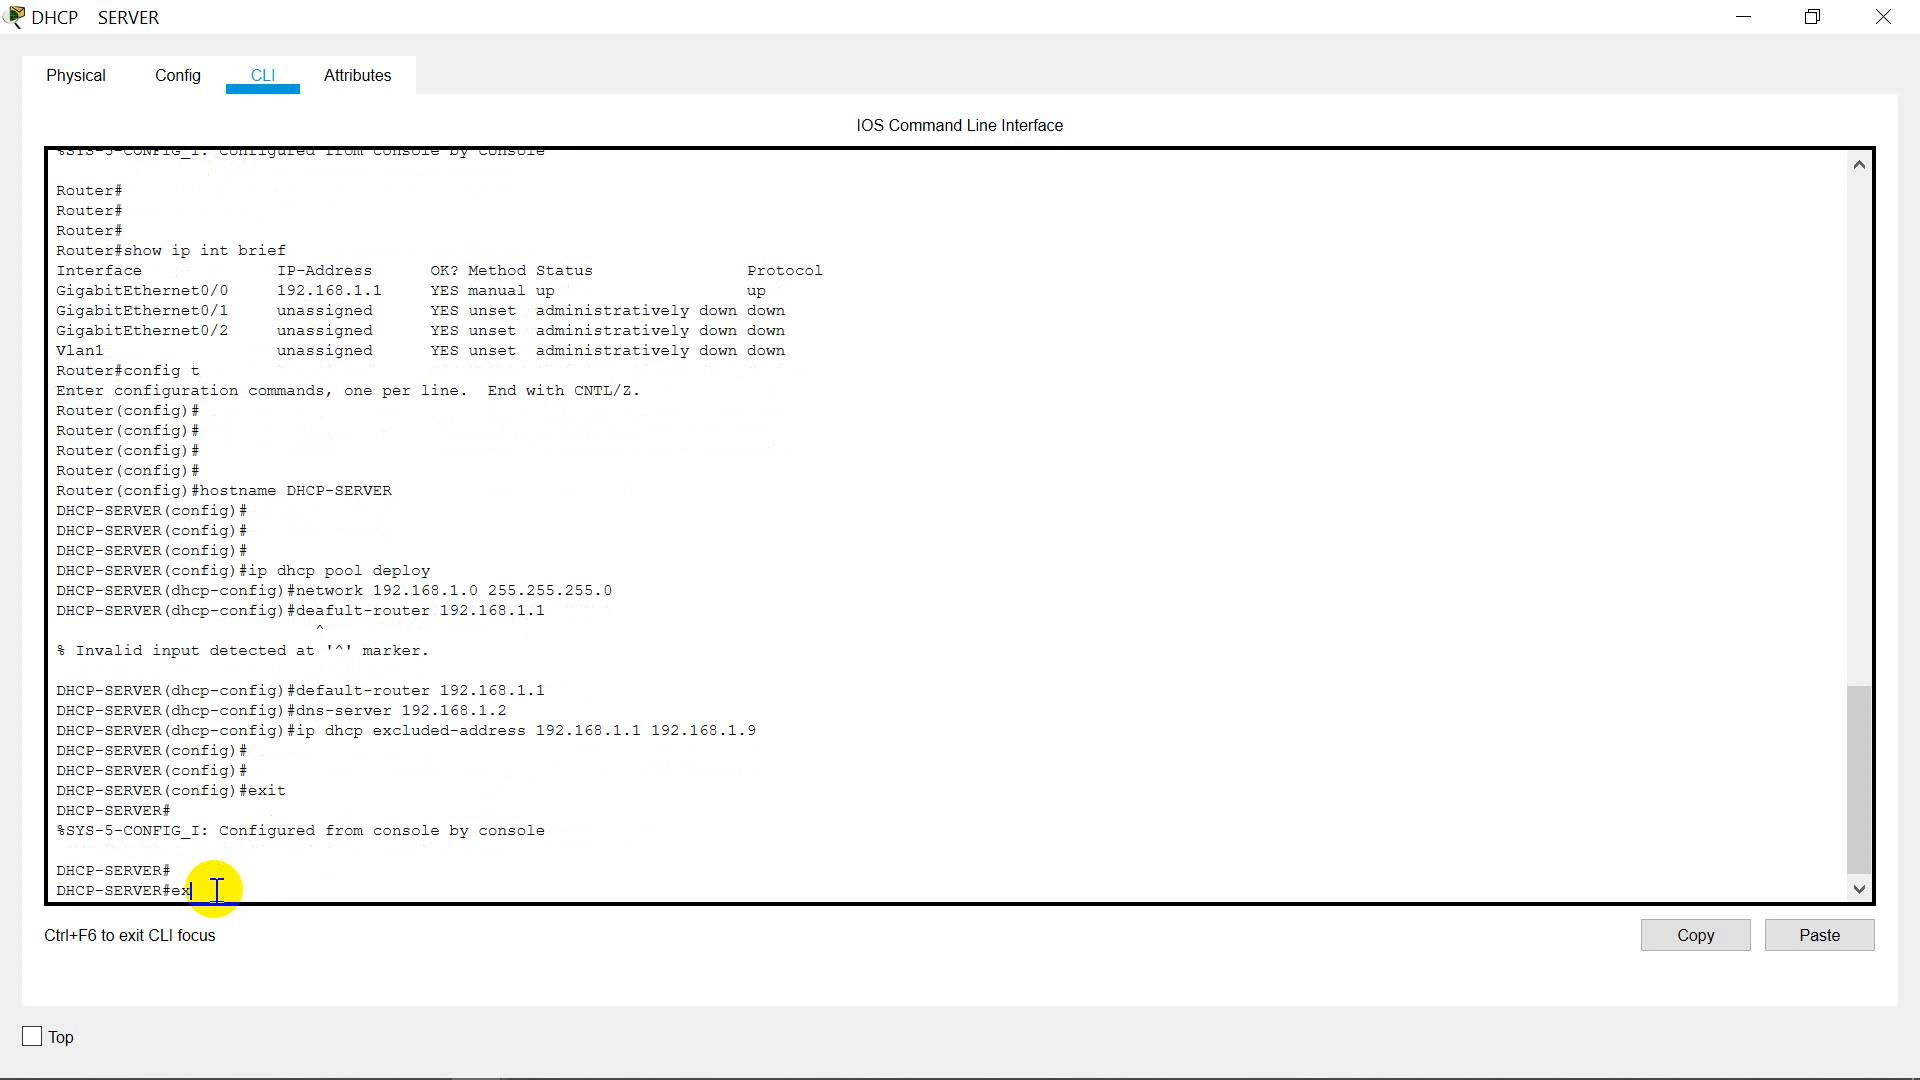 DHCP SERVER
Physical Config CLI Attributes
IOS Command Line Interface
%SYS-5-CONFIG_I: Configured from console by console
Router#
Router#
Router#
Router#show ip int brief
Interface IP-Address OK? Method Status Protocol
GigabitEthernet0/0 192.168.1.1 YES manual up up
GigabitEthernet0/1 unassigned YES unset administratively down down
GigabitEthernet0/2 unassigned YES unset administratively down down
Vlan1 unassigned YES unset administratively down down
Router#config t
Enter configuration commands, one per line. End with CNTL/Z.
Router(config)#
Router(config)#
Router(config)#
Router(config)#
Router(config)#hostname DHCP-SERVER
DHCP-SERVER(config)#
DHCP-SERVER(config)#
DHCP-SERVER(config)#
DHCP-SERVER(config)#ip dhcp pool deploy
DHCP-SERVER(dhcp-config)#network 192.168.1.0 255.255.255.0
DHCP-SERVER(dhcp-config)#deafult-router 192.168.1.1
^
% Invalid input detected at '^' marker.
DHCP-SERVER(dhcp-config)#default-router 192.168.1.1
DHCP-SERVER(dhcp-config)#dns-server 192.168.1.2
DHCP-SERVER(dhcp-config)#ip dhcp excluded-address 192.168.1.1 192.168.1.9
DHCP-SERVER(config)#
DHCP-SERVER(config)#
DHCP-SERVER(config)#exit
DHCP-SERVER#
%SYS-5-CONFIG_I: Configured from console by console
DHCP-SERVER#
DHCP-SERVER#ex
Ctrl+F6 to exit CLI focus
Copy Paste
Top